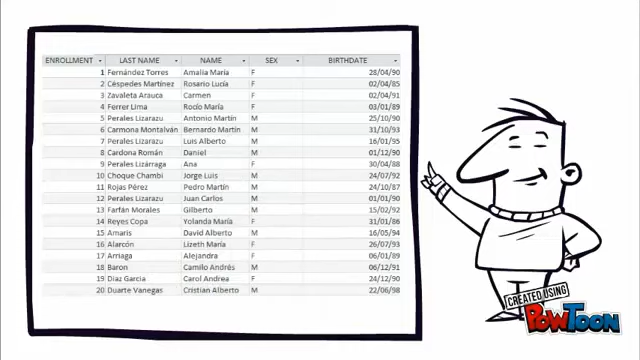 ENROLLMENT LAST NAME NAME SEX BIRTHDATE
1 Fernández Torres Amalia María F 28/04/90
2 Céspedes Martínez Rosario Lucía F 02/04/85
3 Zavaleta Arauca Carmen F 02/04/91
4 Ferrer Lima Rocío María F 03/01/89
5 Perales Lizarazu Antonio Martín M 25/10/90
6 Carmona Montalván Bernardo Martín M 31/10/93
7 Perales Lizarazu Luis Alberto M 16/01/95
8 Cardona Román Daniel M 01/12/90
9 Perales Lizárraga Ana F 30/04/88
10 Choque Chambi Jorge Luis M 24/07/92
11 Rojas Pérez Pedro Martín M 24/10/87
12 Perales Lizarazu Juan Carlos M 01/01/90
13 Farfán Morales Gilberto M 15/02/92
14 Reyes Copa Yolanda María F 31/01/86
15 Amaris David Alberto M 16/05/94
16 Alarcón Lizeth María F 26/07/93
17 Arriaga Alejandra F 06/01/89
18 Baron Camilo Andrés M 06/12/91
19 Diaz Garcia Carol Andrea F 24/12/90
20 Duarte Vanegas Cristian Alberto M 22/06/98
CREATED USING
POWTOON